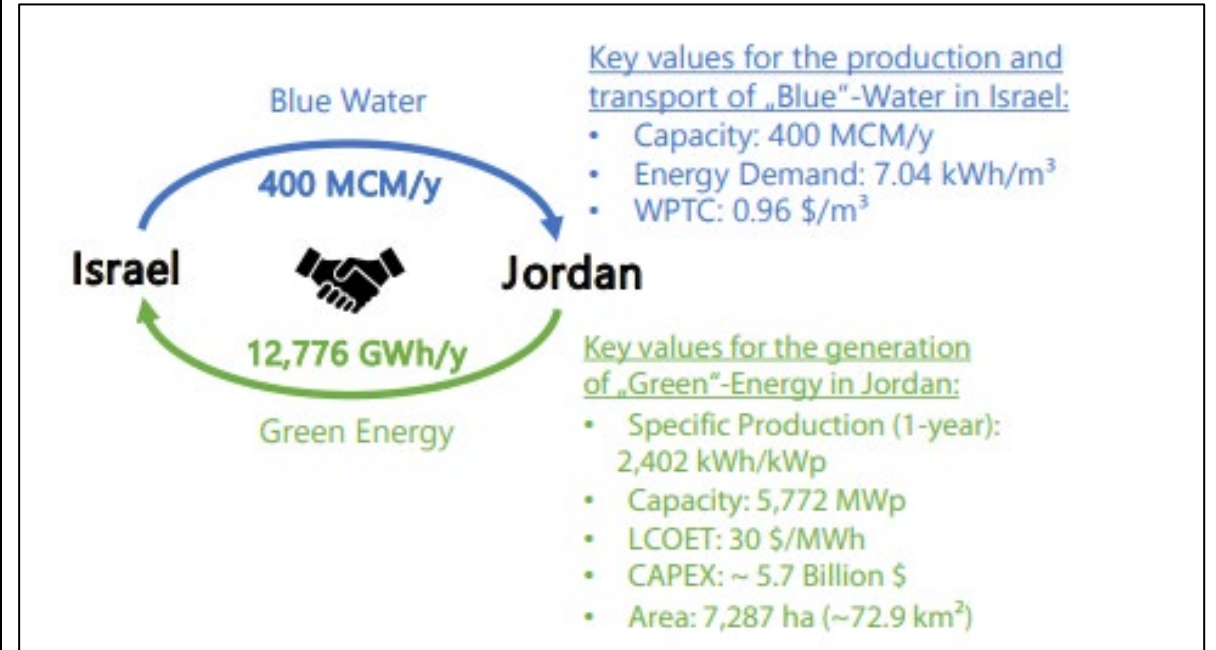 Blue Water
400 MCM/y
Israel
Jordan
12,776 GWh/y
Green Energy
Key values for the production and
transport of „Blue"-Water in Israel:
• Capacity: 400 MCM/y
• Energy Demand: 7.04 kWh/m³
• WPTC: 0.96 $/m³
Key values for the generation
of „Green"-Energy in Jordan:
• Specific Production (1-year):
2,402 kWh/kWp
• Capacity: 5,772 MWp
• LCOET: 30 $/MWh
• CAPEX: ~ 5.7 Billion $
• Area: 7,287 ha (~72.9 km²)